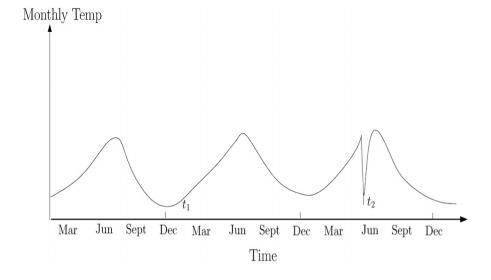 Monthly Temp
t₁
t₂
Mar Jun Sept Dec Mar Jun Sept Dec Mar Jun Sept Dec
Time